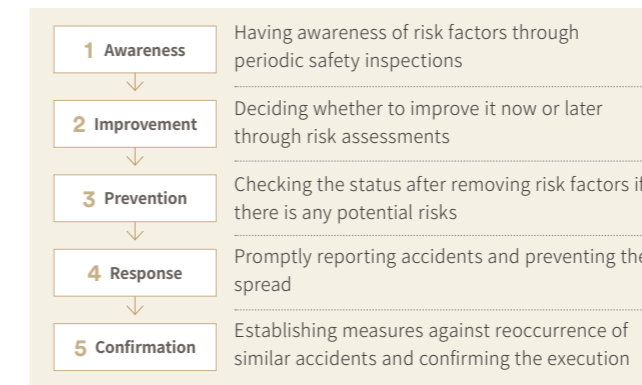 1 Awareness
Having awareness of risk factors through
periodic safety inspections
2 Improvement
Deciding whether to improve it now or later
through risk assessments
3 Prevention
Checking the status after removing risk factors if
there is any potential risks
4 Response
Promptly reporting accidents and preventing the
spread
5 Confirmation
Establishing measures against reoccurrence of
similar accidents and confirming the execution